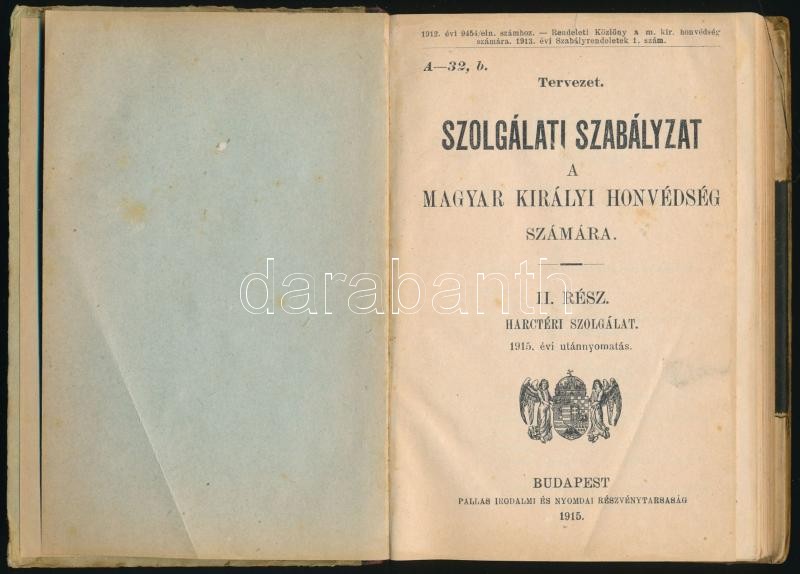 1912. évi 9454/eln. számhoz. — Rendeleti Közlöny a m. kir. honvédség
számára. 1913. évi Szabályrendeletek 1. szám.
A—32, b.
Tervezet.
SZOLGÁLATI SZABÁLYZAT
A
MAGYAR KIRÁLYI HONVÉDSÉG
SZÁMÁRA.
darabanth
II. RÉSZ.
HARCTÉRI SZOLGÁLAT.
1915. évi utánnyomatás.
BUDAPEST
PALLAS IRODALMI ÉS NYOMDAI RÉSZVÉNYTARSASÁG
1915.